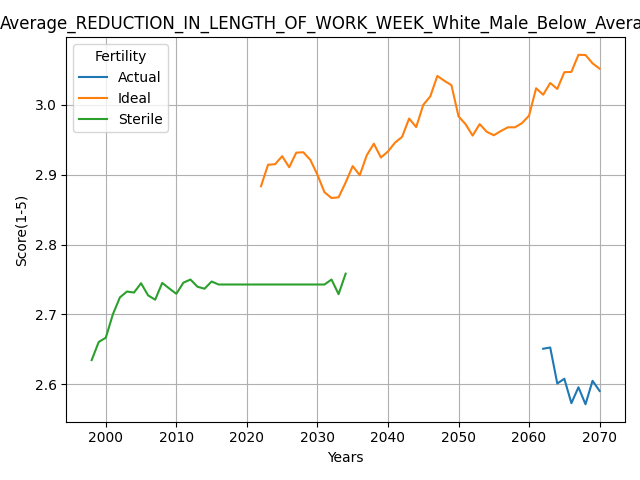 Average_REDUCTION_IN_LENGTH_OF_WORK_WEEK_White_Male_Below_Avera
Fertility
Actual
Ideal
Sterile
Score(1-5)
3.0
2.9
2.8
2.7
2.6
2000 2010 2020 2030 2040 2050 2060 2070
Years